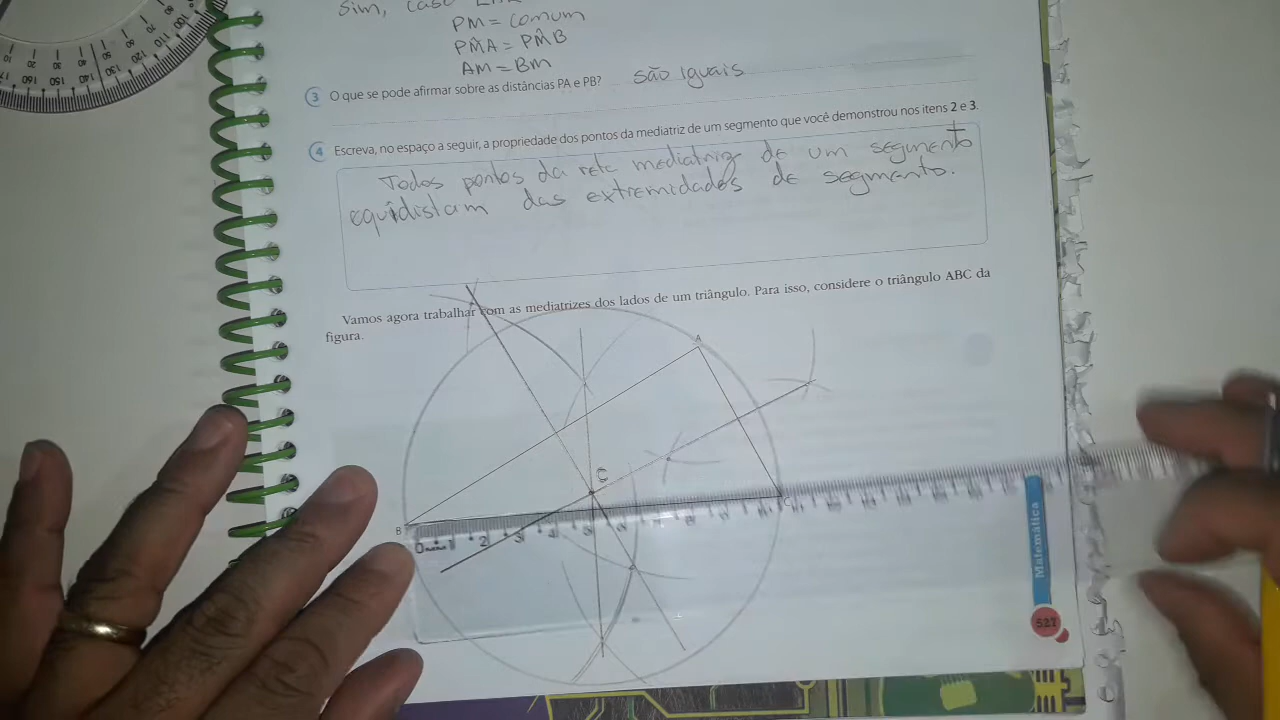 Sim, caso
PM = comum
PM̂A = PM̂B
AM = BM
3 O que se pode afirmar sobre as distâncias PA e PB? são iguais
4 Escreva, no espaço a seguir, a propriedade dos pontos da mediatriz de um segmento que você demonstrou nos itens 2 e 3.
Todos pontos da reta mediatriz de um segmento
equidistam das extremidades de segmento.
Vamos agora trabalhar com as mediatrizes dos lados de um triângulo. Para isso, considere o triângulo ABC da
figura.
A
C
B
C
Matemática
527